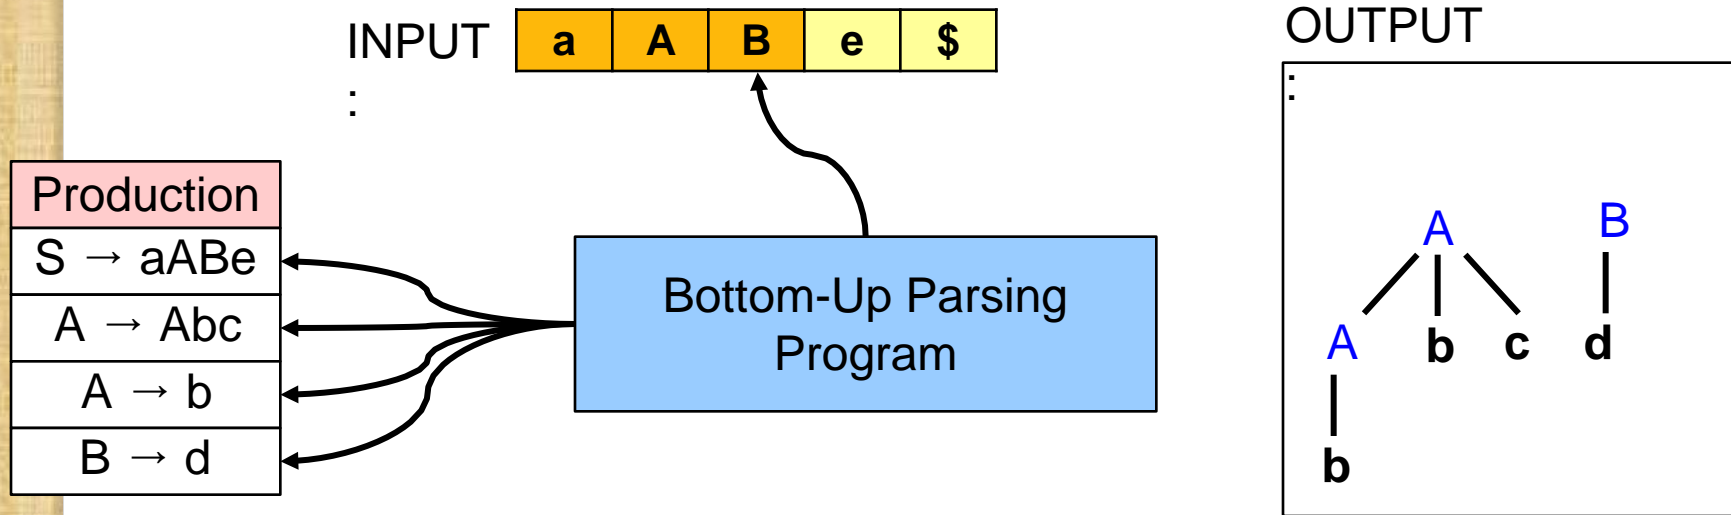 INPUT
:
a A B e $
OUTPUT
:
Production
S → aABe
A → Abc
A → b
B → d
Bottom-Up Parsing
Program
A B
A b c d
b